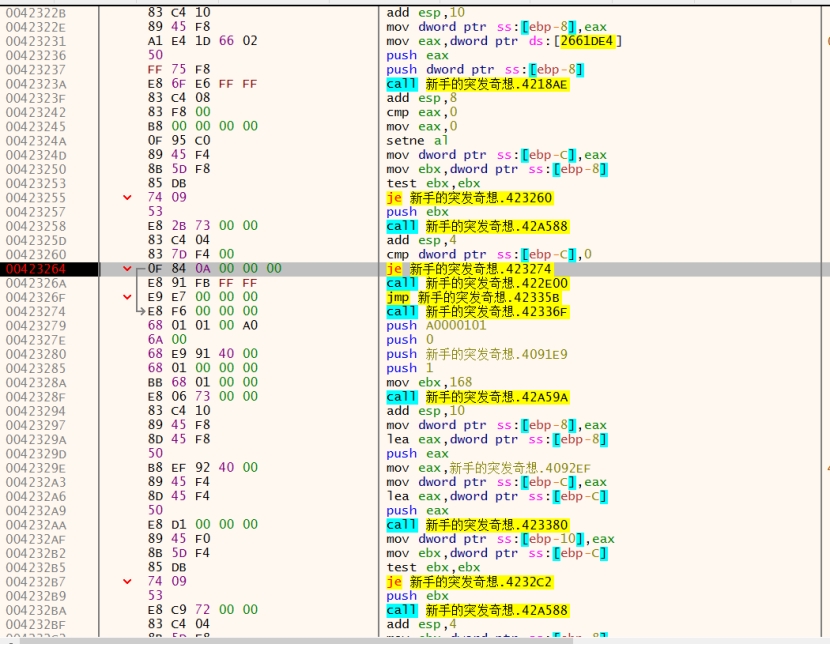 0042322B 83 C4 10 add esp,10
0042322E 89 45 F8 mov dword ptr ss:[ebp-8],eax
00423231 A1 E4 1D 66 02 mov eax,dword ptr ds:[2661DE4]
00423236 50 push eax
00423237 FF 75 F8 push dword ptr ss:[ebp-8]
0042323A E8 6F E6 FF FF call 新手的突发奇想.4218AE
0042323F 83 C4 08 add esp,8
00423242 83 F8 00 cmp eax,0
00423245 B8 00 00 00 00 mov eax,0
0042324A 0F 95 C0 setne al
0042324D 89 45 F4 mov dword ptr ss:[ebp-C],eax
00423250 8B 5D F8 mov ebx,dword ptr ss:[ebp-8]
00423253 85 DB test ebx,ebx
00423255 74 09 je 新手的突发奇想.423260
00423257 53 push ebx
00423258 E8 2B 73 00 00 call 新手的突发奇想.42A588
0042325D 83 C4 04 add esp,4
00423260 83 7D F4 00 cmp dword ptr ss:[ebp-C],0
00423264 0F 84 0A 00 00 00 je 新手的突发奇想.423274
0042326A E8 91 FB FF FF call 新手的突发奇想.422E00
0042326F E9 E7 00 00 00 jmp 新手的突发奇想.42335B
00423274 E8 F6 00 00 00 call 新手的突发奇想.42336F
00423279 68 01 01 00 A0 push A0000101
0042327E 6A 00 push 0
00423280 68 E9 91 40 00 push 新手的突发奇想.4091E9
00423285 68 01 00 00 00 push 1
0042328A BB 68 01 00 00 mov ebx,168
0042328F E8 06 73 00 00 call 新手的突发奇想.42A59A
00423294 83 C4 10 add esp,10
00423297 89 45 F8 mov dword ptr ss:[ebp-8],eax
0042329A 8D 45 F8 lea eax,dword ptr ss:[ebp-8]
0042329D 50 push eax
0042329E B8 EF 92 40 00 mov eax,新手的突发奇想.4092EF
004232A3 89 45 F4 mov dword ptr ss:[ebp-C],eax
004232A6 8D 45 F4 lea eax,dword ptr ss:[ebp-C]
004232A9 50 push eax
004232AA E8 D1 00 00 00 call 新手的突发奇想.423380
004232AF 89 45 F0 mov dword ptr ss:[ebp-10],eax
004232B2 8B 5D F4 mov ebx,dword ptr ss:[ebp-C]
004232B5 85 DB test ebx,ebx
004232B7 74 09 je 新手的突发奇想.4232C2
004232B9 53 push ebx
004232BA E8 C9 72 00 00 call 新手的突发奇想.42A588
004232BF 83 C4 04 add esp,4